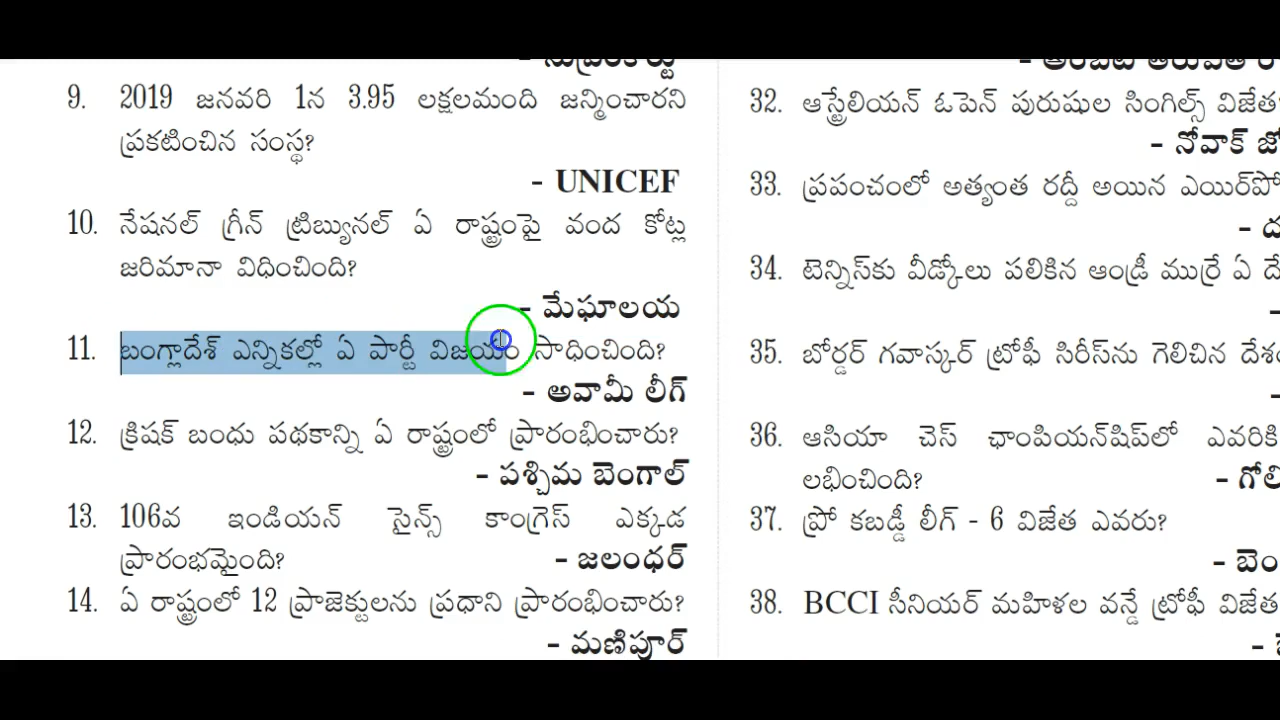 9. 2019 జనవరి 1న 3.95 లక్షలమంది జన్మించారని
ప్రకటించిన సంస్థ?
- UNICEF
10. నేషనల్ గ్రీన్ ట్రిబ్యునల్ ఏ రాష్ట్రంపై వంద కోట్ల
జరిమానా విధించింది?
- మేఘాలయ
11. బంగ్లాదేశ్ ఎన్నికల్లో ఏ పార్టీ విజయం సాధించింది?
- అవామీ లీగ్
12. క్రిషక్ బంధు పథకాన్ని ఏ రాష్ట్రంలో ప్రారంభించారు?
- పశ్చిమ బెంగాల్
13. 106వ ఇండియన్ సైన్స్ కాంగ్రెస్ ఎక్కడ
ప్రారంభమైంది? - జలంధర్
14. ఏ రాష్ట్రంలో 12 ప్రాజెక్టులను ప్రధాని ప్రారంభించారు?
- మణిపూర్
32. ఆస్ట్రేలియన్ ఓపెన్ పురుషుల సింగిల్స్ విజేత
- నోవాక్
33. ప్రపంచంలో అత్యంత రద్దీ అయిన
34. టెన్నిస్‌కు వీడ్కోలు పలికిన ఆండ్రీ ముర్రే ఏ
35. బోర్డర్ గవాస్కర్ ట్రోఫీ సిరీస్‌ను గెలిచిన
36. ఆసియా చెస్ ఛాంపియన్‌షిప్‌లో
లభించింది? -
37. ప్రో కబడ్డీ లీగ్ - 6 విజేత ఎవరు?
-
38. BCCI సీనియర్ మహిళల వన్డే ట్రోఫీ విజేత
-